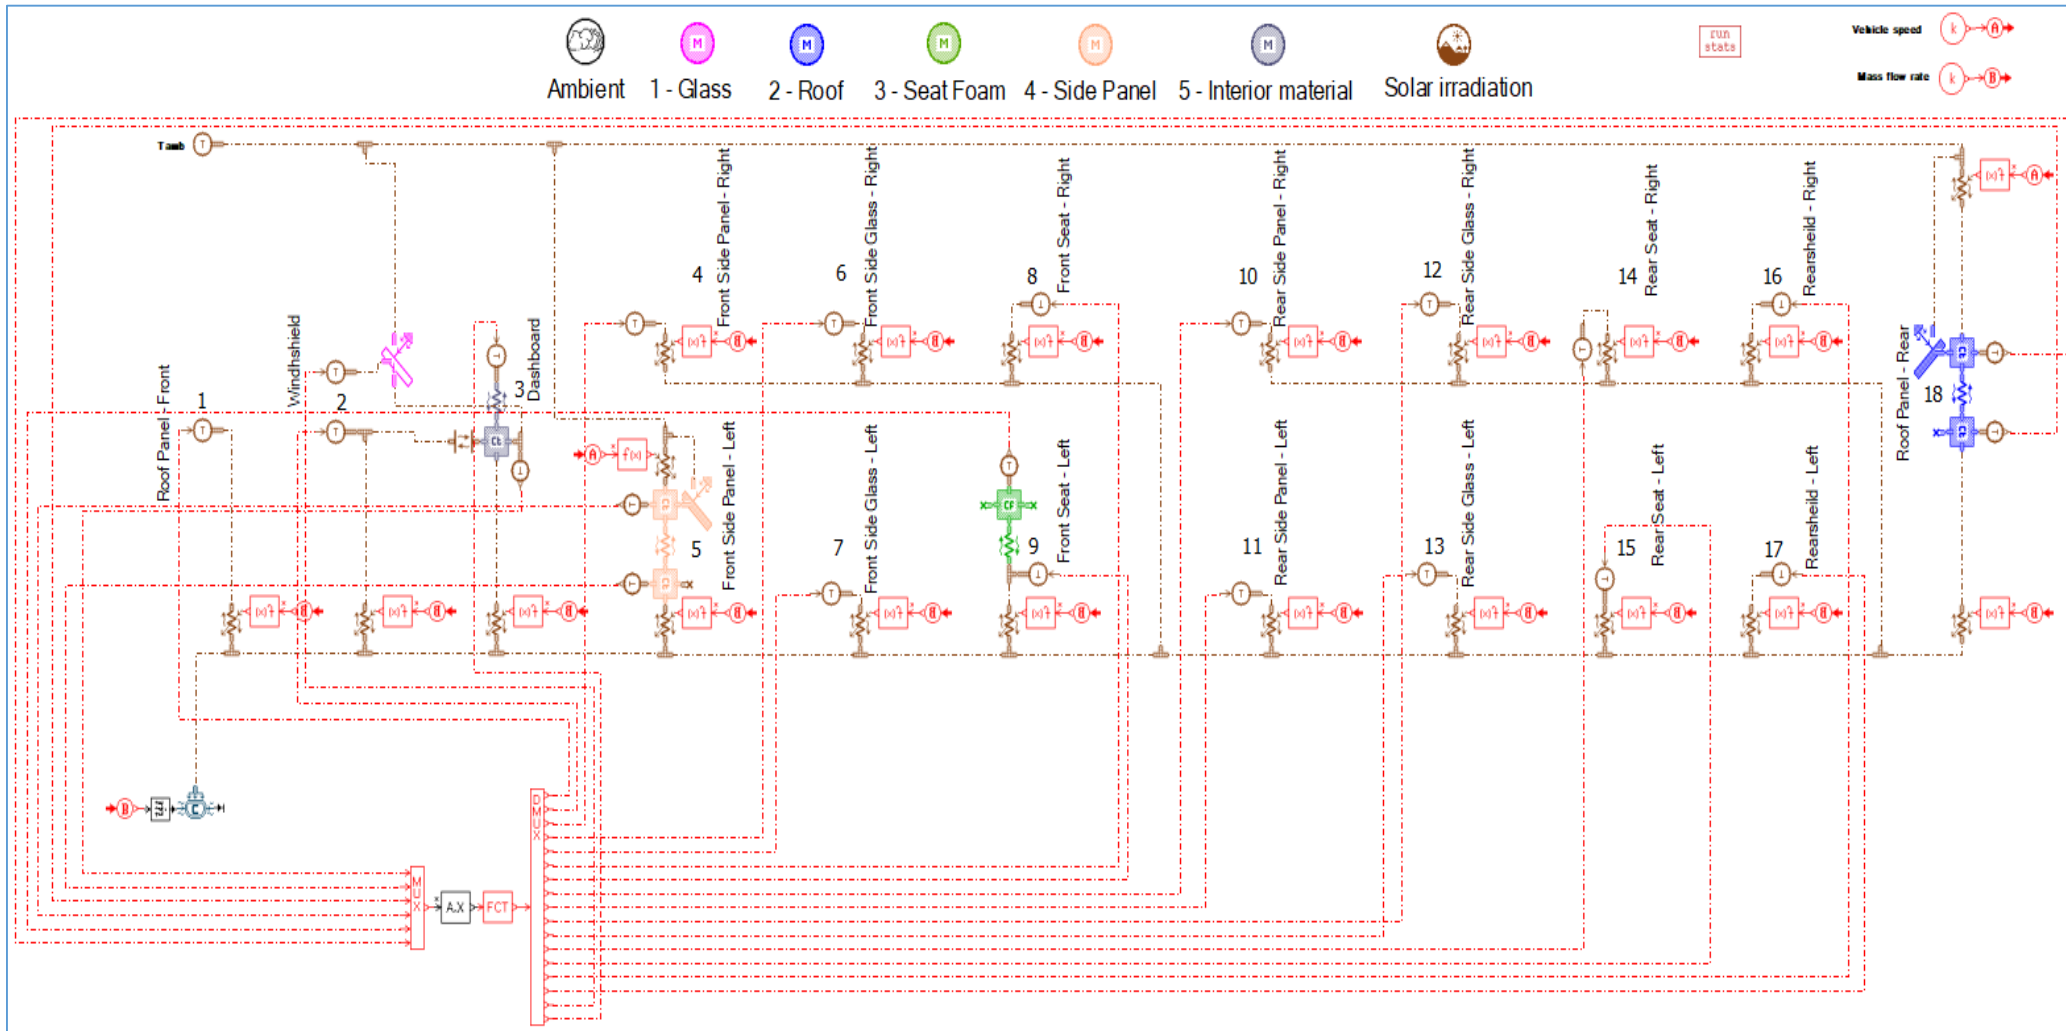 M
M
M
M
M
run
stats
Vehicle speed
k
A
Ambient
1 - Glass
2 - Roof
3 - Seat Foam
4 - Side Panel
5 - Interior material
Solar irradiation
Mass flow rate
k
B
Tamb
T
Front Side Panel - Right
Front Side Glass - Right
Front Seat - Right
Rear Side Panel - Right
Rear Side Glass - Right
Rear Seat - Right
Rearsheild - Right
4
6
8
10
12
14
16
Roof Panel - Front
Windhshield
Dashboard
1
2
3
Roof Panel - Rear
18
Front Side Panel - Left
Front Side Glass - Left
Front Seat - Left
Rear Side Panel - Left
Rear Side Glass - Left
Rear Seat - Left
Rearsheild - Left
A
f(x)
5
7
9
11
13
15
17
B
C
DMUX
MUX
A.X
FCT